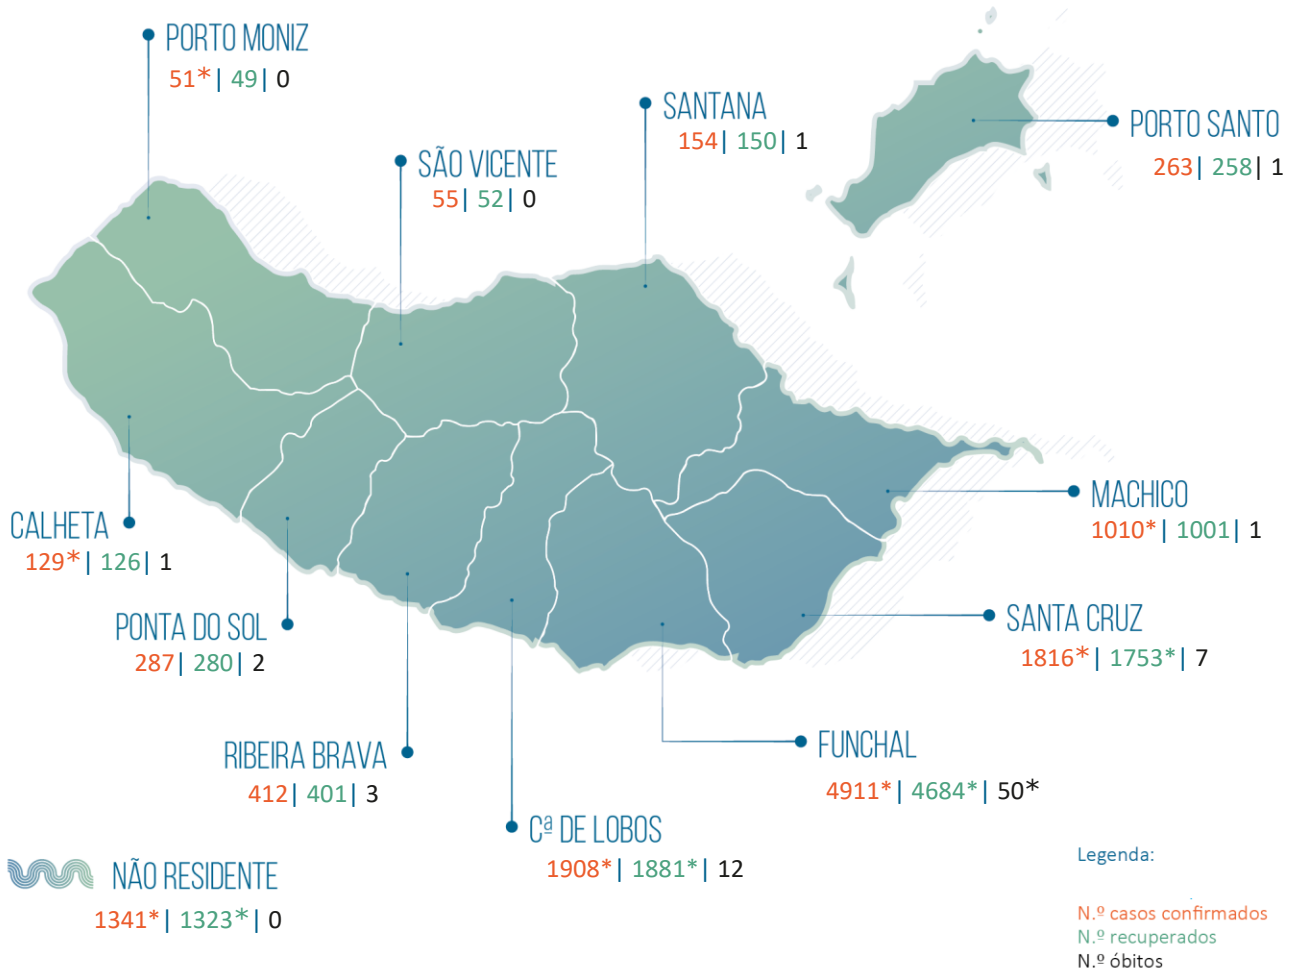 PORTO MONIZ
51*| 49| 0
SANTANA
154| 150| 1
PORTO SANTO
263| 258| 1
SÃO VICENTE
55| 52| 0
MACHICO
1010*| 1001| 1
CALHETA
129*| 126| 1
SANTA CRUZ
1816*| 1753*| 7
PONTA DO SOL
287| 280| 2
FUNCHAL
4911*| 4684*| 50*
RIBEIRA BRAVA
412| 401| 3
Cª DE LOBOS
1908*| 1881*| 12
NÃO RESIDENTE
1341*| 1323*| 0
Legenda:
N.º casos confirmados
N.º recuperados
N.º óbitos